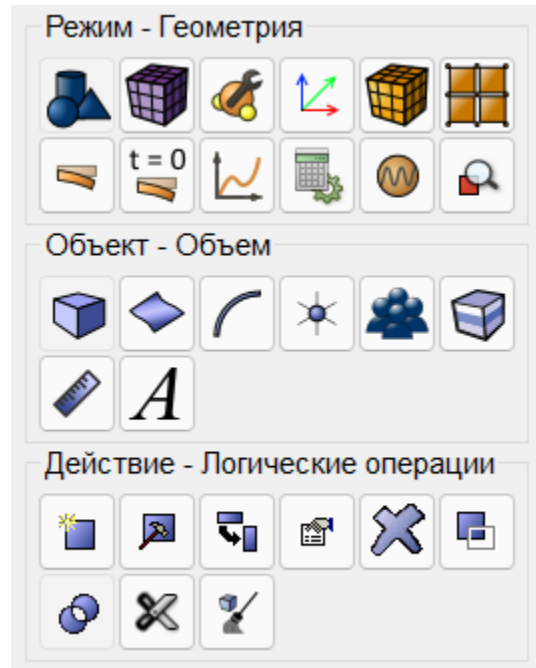 Режим - Геометрия
t = 0
Объект - Объем
A
Действие - Логические операции